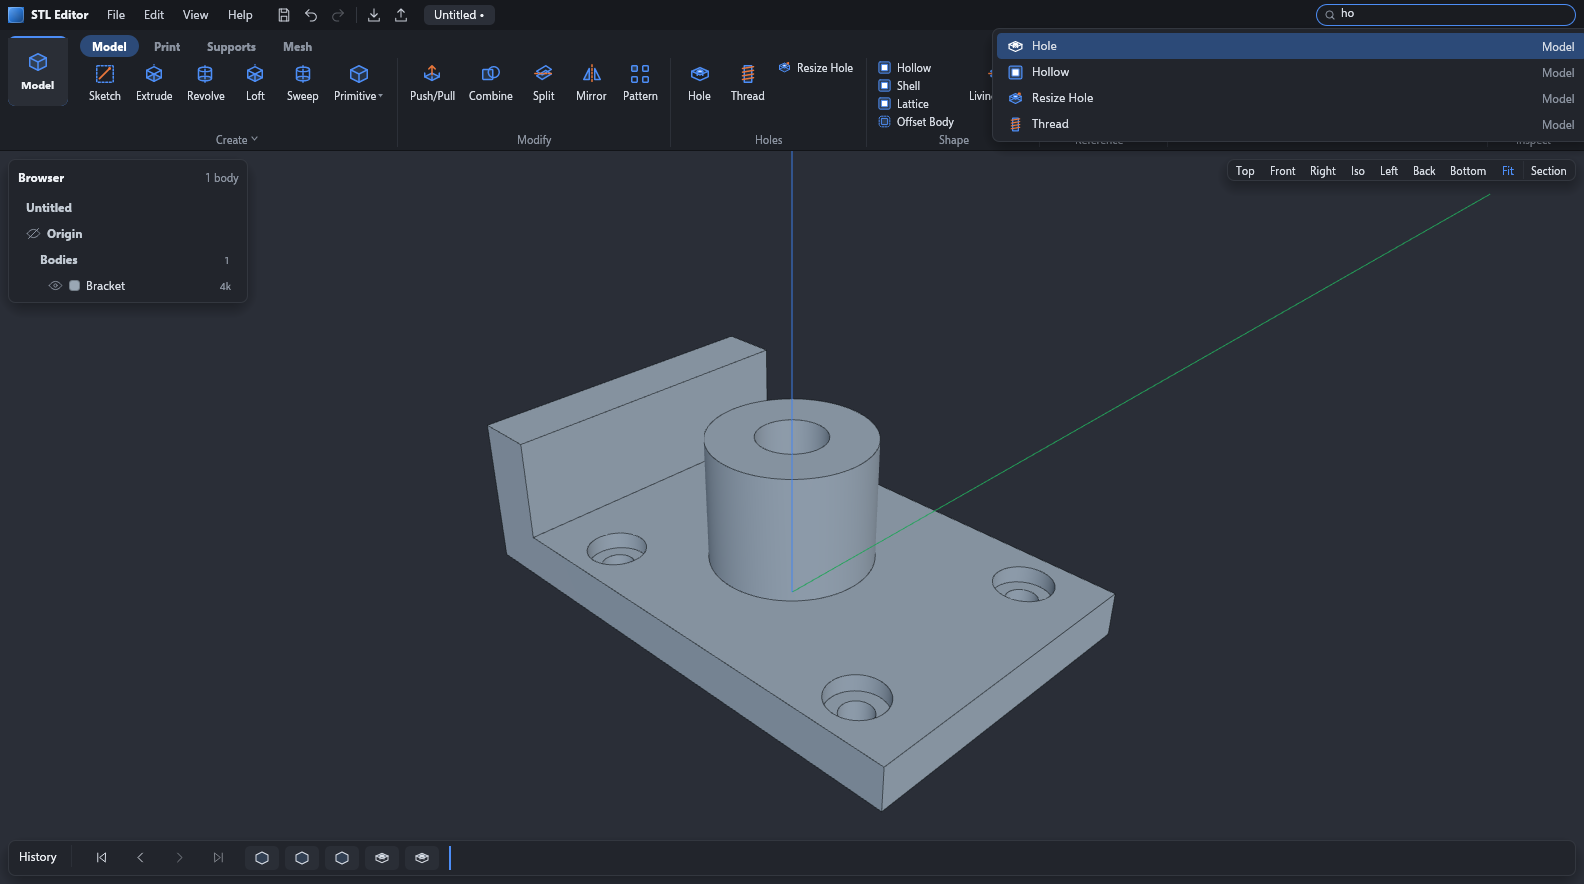 STL Editor File Edit View Help Untitled • ho
Model Print Supports Mesh
Model
Sketch Extrude Revolve Loft Sweep Primitive
Create
Push/Pull Combine Split Mirror Pattern
Modify
Hole Thread Resize Hole
Holes
Hollow
Shell
Lattice
Offset Body
Shape
Hole Model
Hollow Model
Resize Hole Model
Thread Model
Browser 1 body
Untitled
Origin
Bodies 1
Bracket 4k
Top Front Right Iso Left Back Bottom Fit Section
History